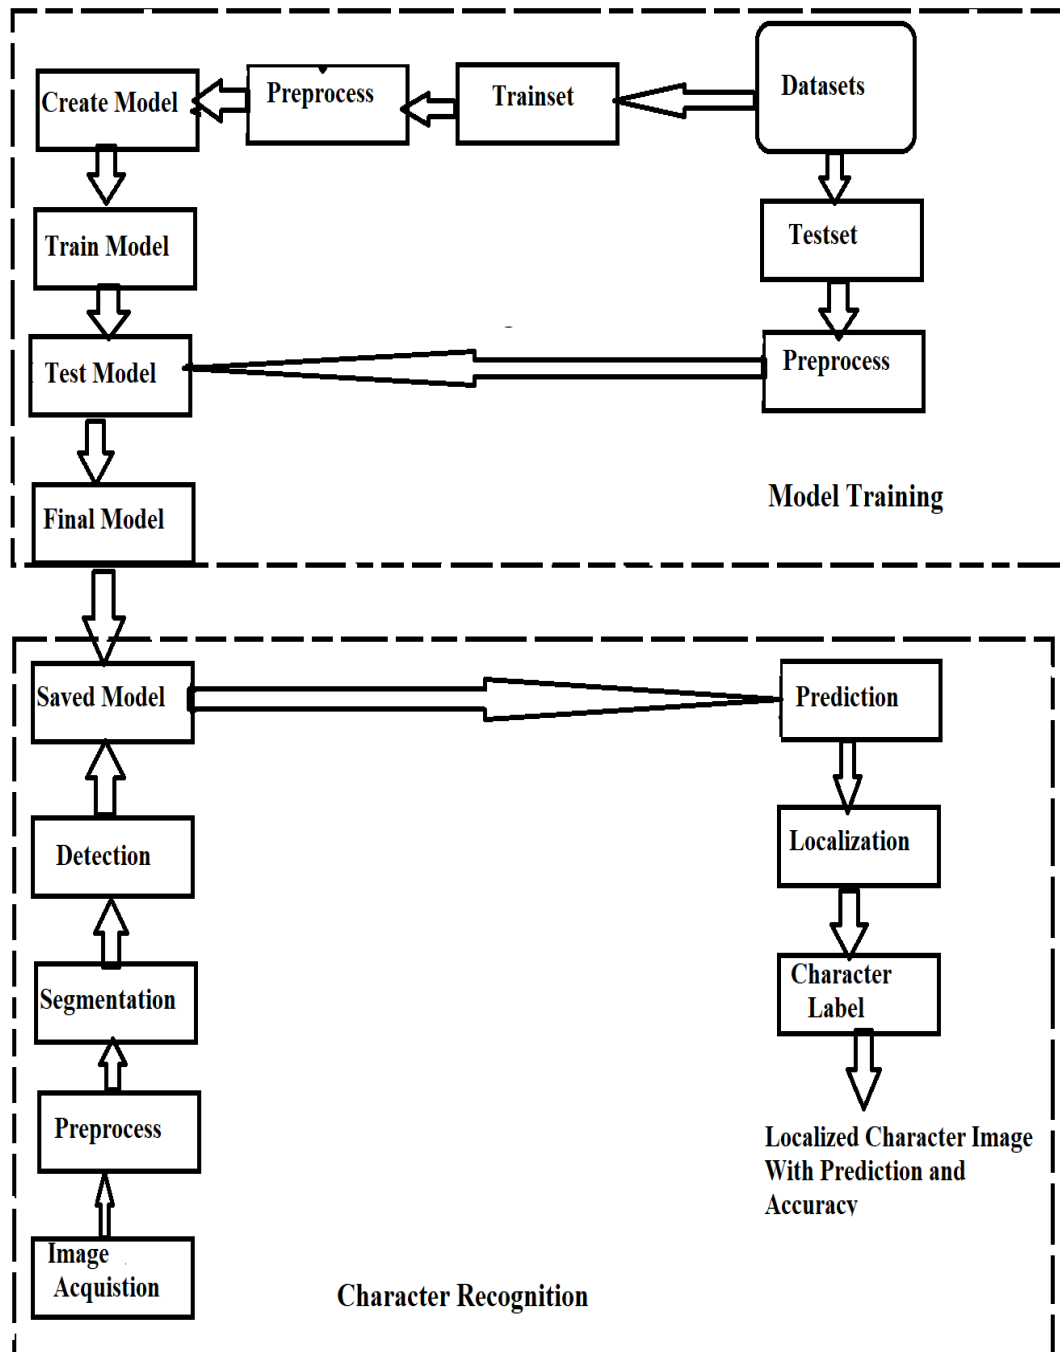 Create Model
Preprocess
Trainset
Datasets
Train Model
Testset
Test Model
Preprocess
Final Model
Model Training
Saved Model
Prediction
Detection
Localization
Segmentation
Character
Label
Preprocess
Localized Character Image
With Prediction and
Accuracy
Image
Acquistion
Character Recognition